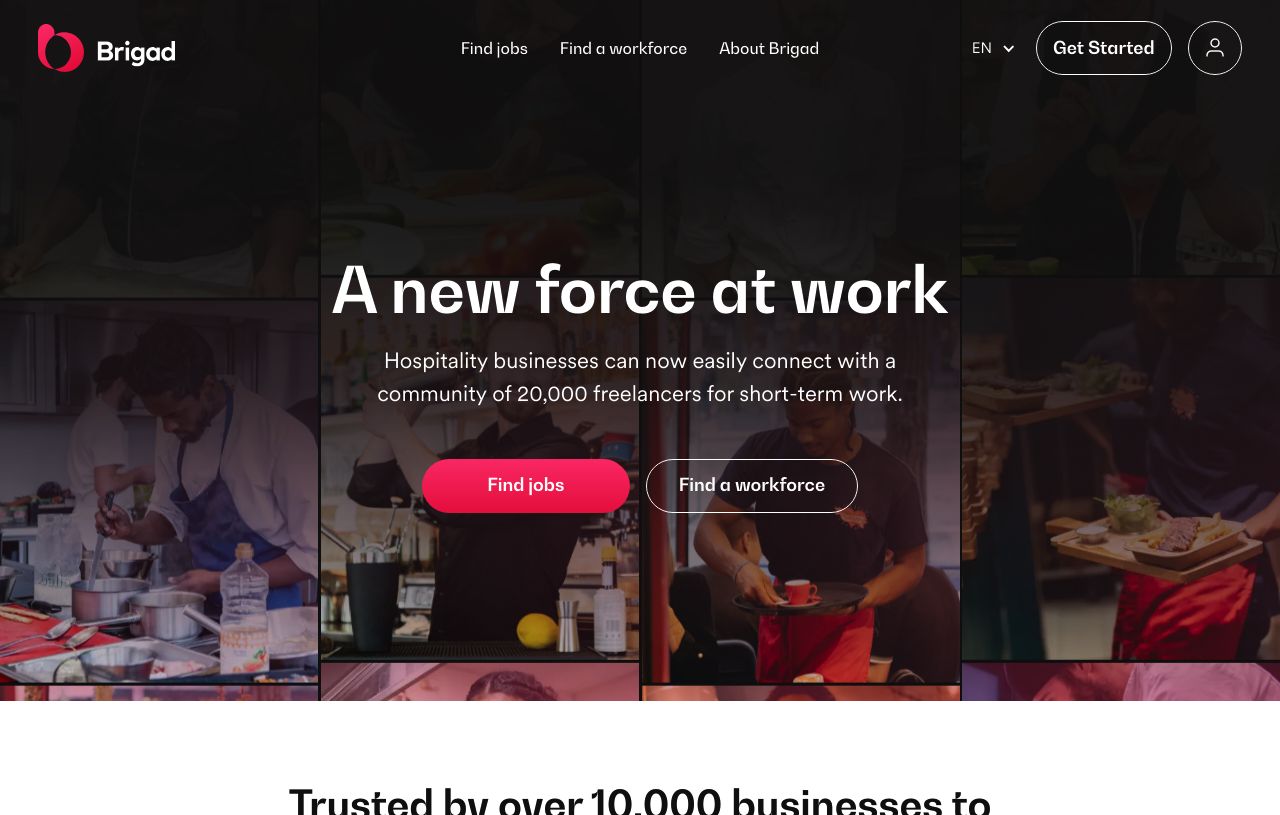 Brigad
Find jobs
Find a workforce
About Brigad
EN
Get Started
A new force at work
Hospitality businesses can now easily connect with a
community of 20,000 freelancers for short-term work.
Find jobs
Find a workforce
Trusted by over 10,000 businesses to